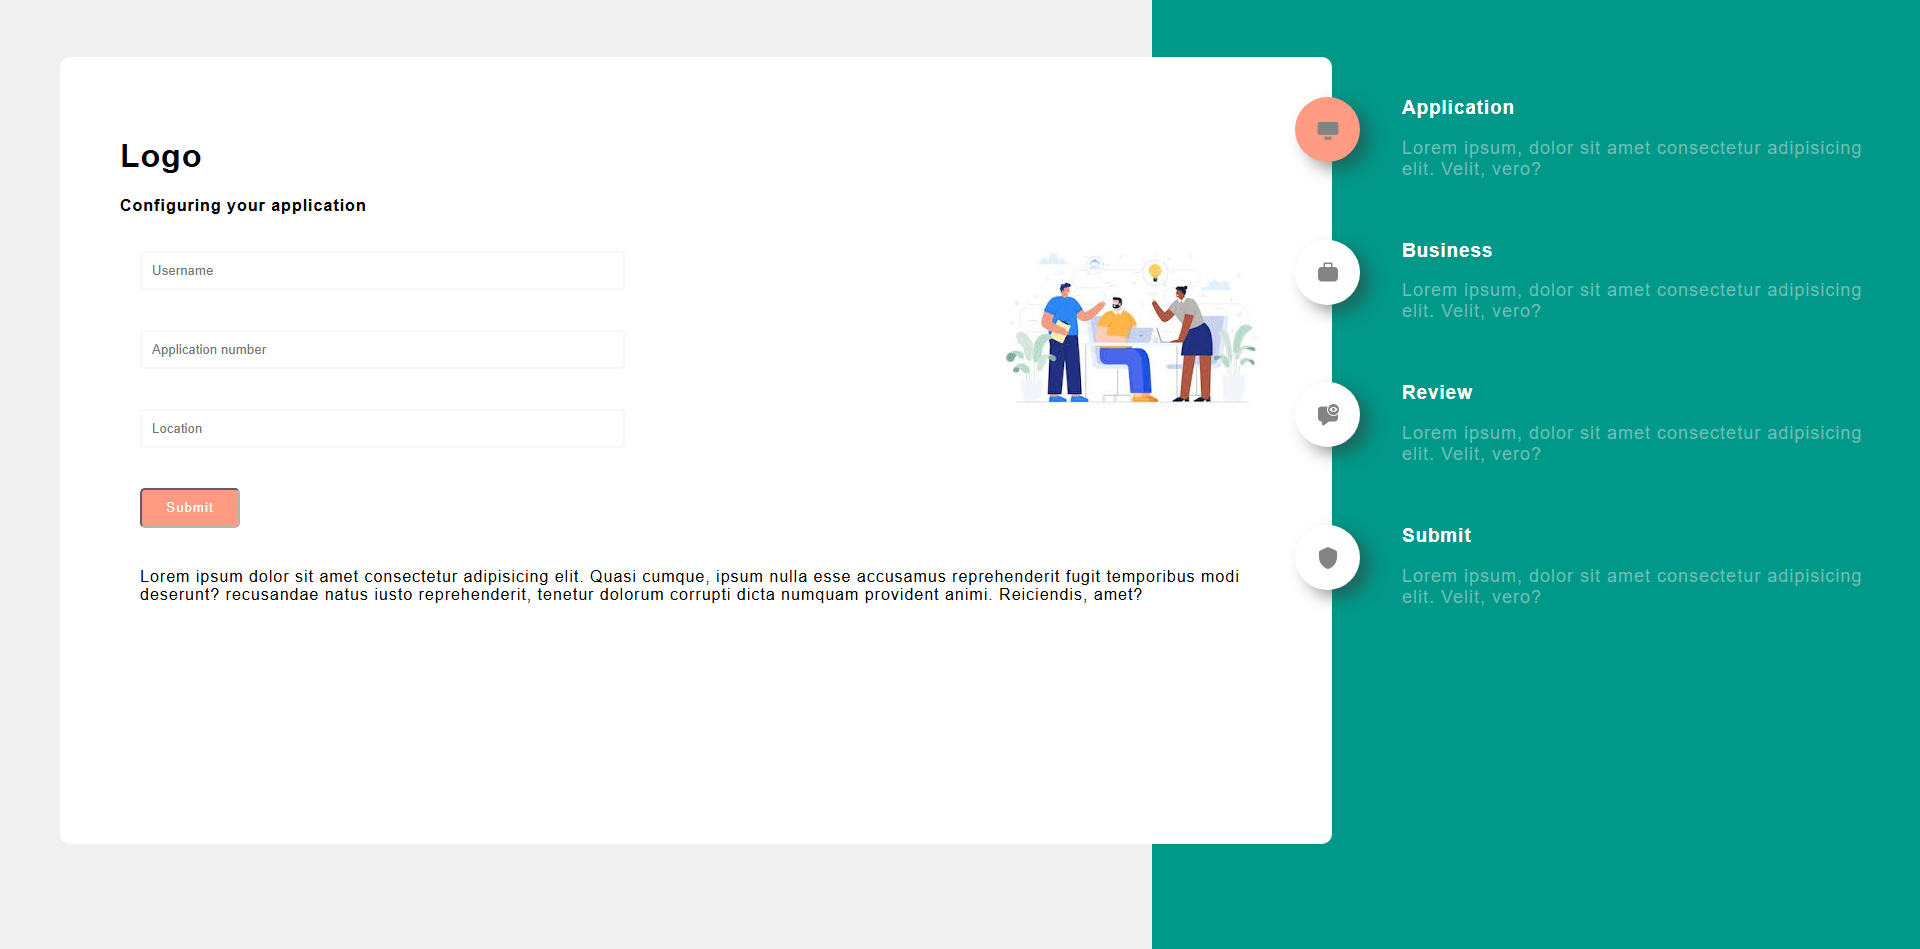 Logo
Configuring your application
Username
Application number
Location
Submit
Lorem ipsum dolor sit amet consectetur adipisicing elit. Quasi cumque, ipsum nulla esse accusamus reprehenderit fugit temporibus modi
deserunt? recusandae natus iusto reprehenderit, tenetur dolorum corrupti dicta numquam provident animi. Reiciendis, amet?
Application
Lorem ipsum, dolor sit amet consectetur adipisicing
elit. Velit, vero?
Business
Lorem ipsum, dolor sit amet consectetur adipisicing
elit. Velit, vero?
Review
Lorem ipsum, dolor sit amet consectetur adipisicing
elit. Velit, vero?
Submit
Lorem ipsum, dolor sit amet consectetur adipisicing
elit. Velit, vero?